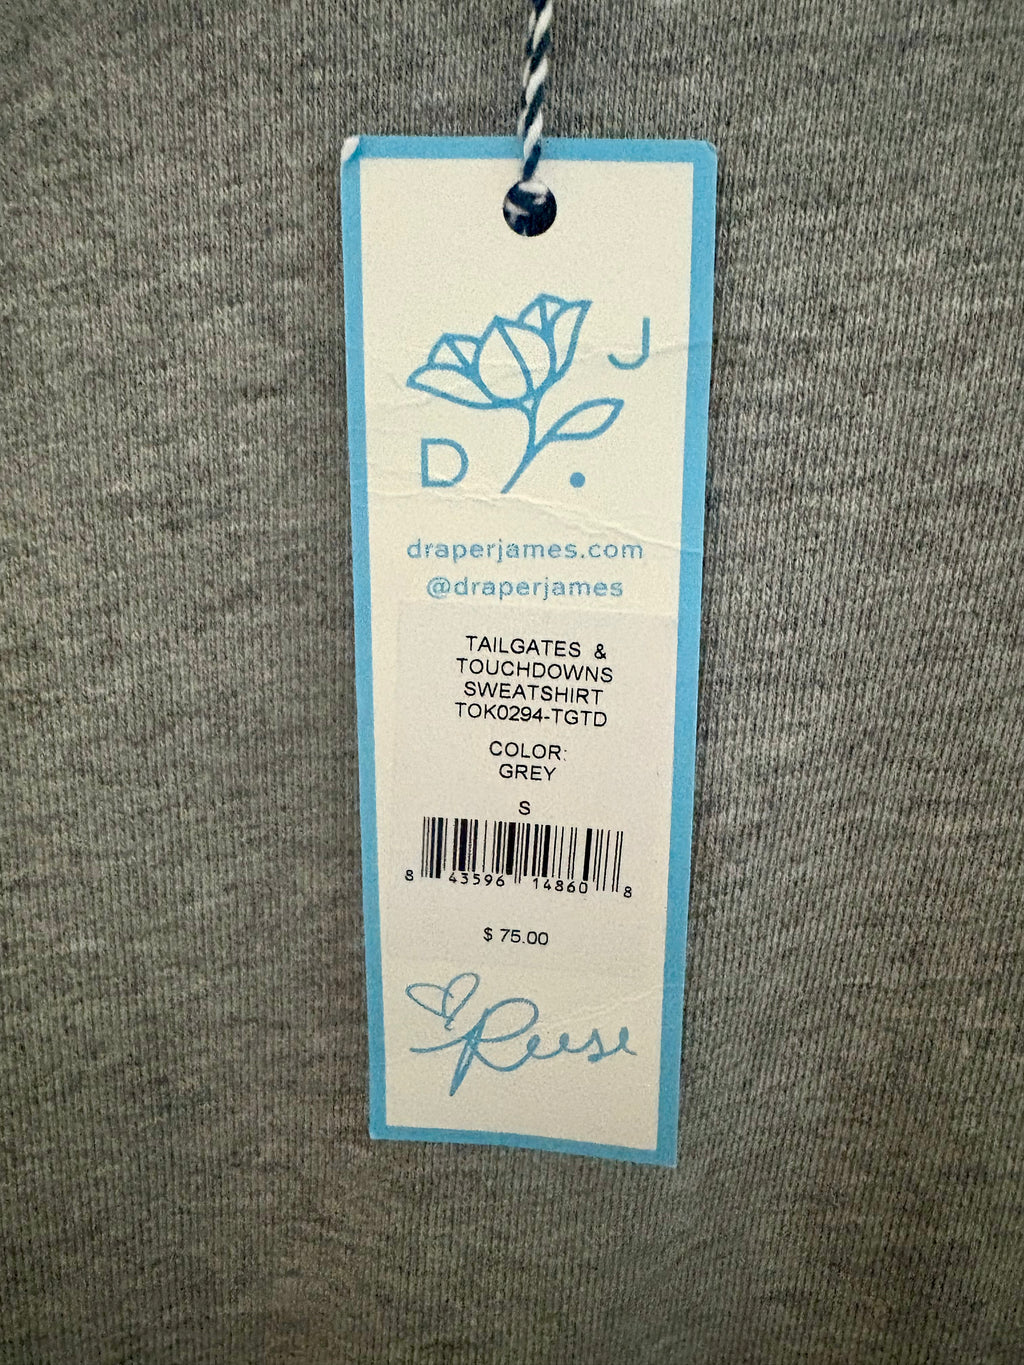 J
D.
draperjames.com
@draperjames
TAILGATES &
TOUCHDOWNS
SWEATSHIRT
TOK0294-TGTD
COLOR:
GREY
S
8 43596 14860 8
$ 75.00
Reese